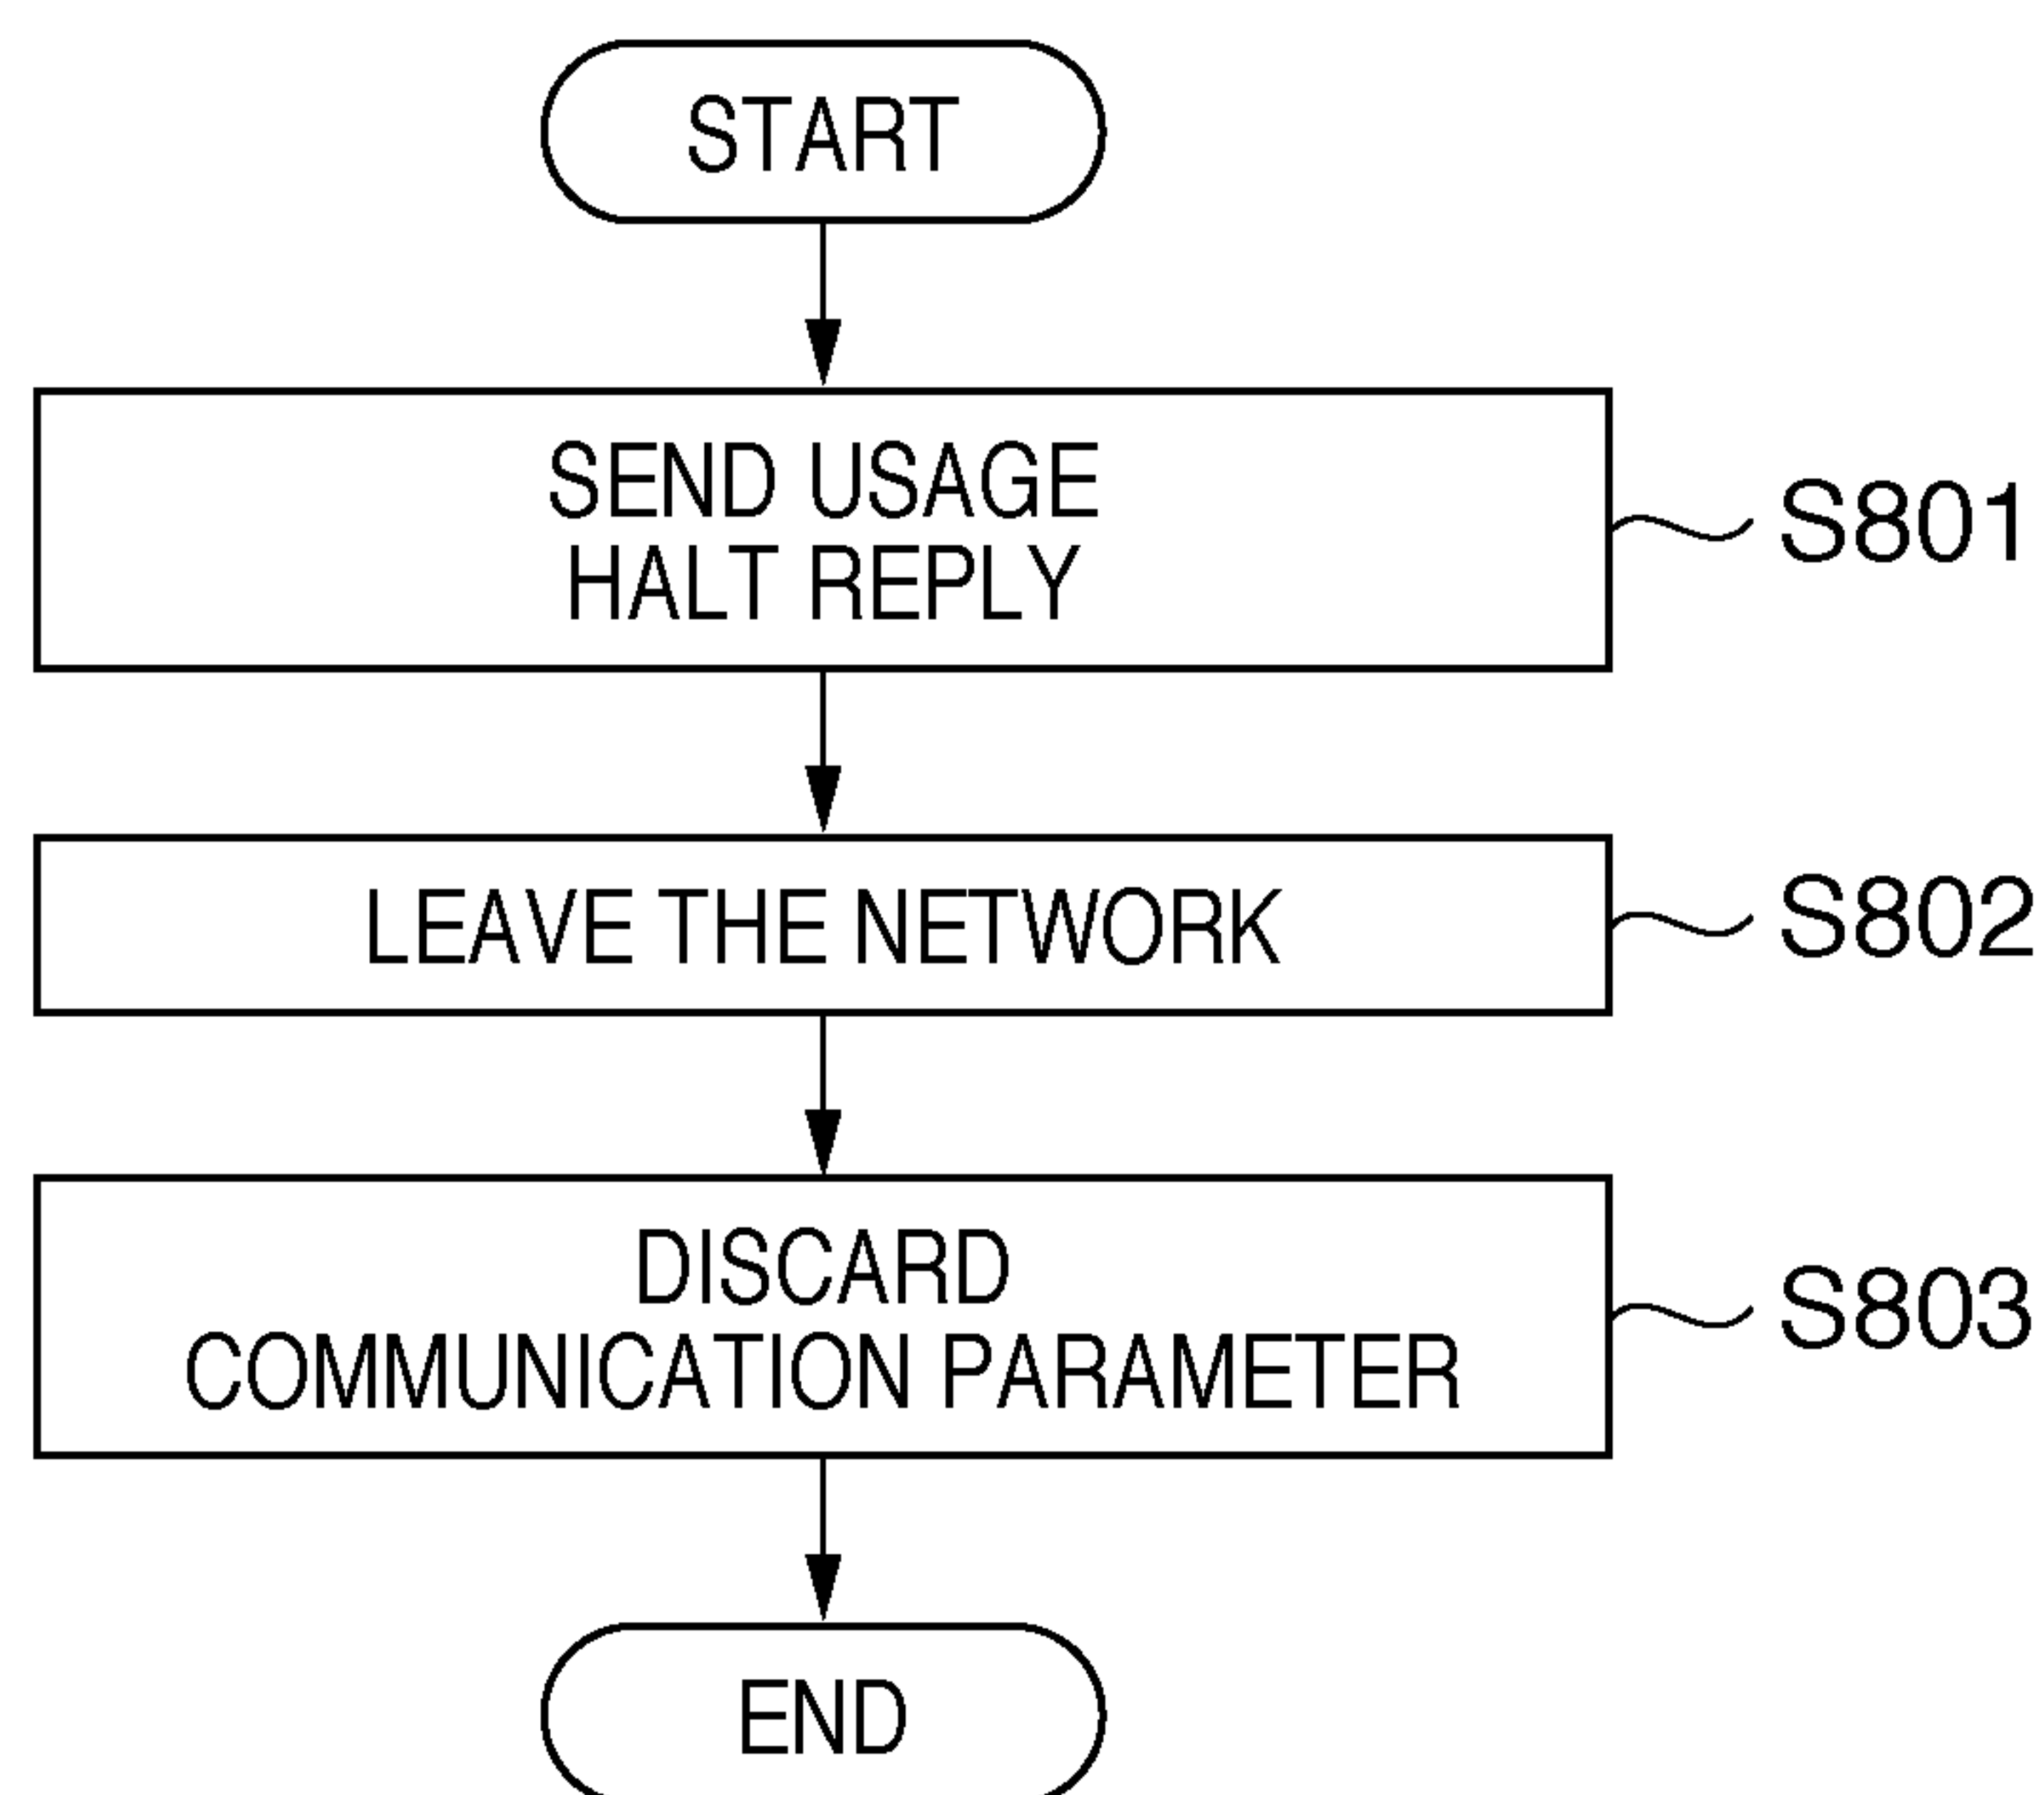 START
SEND USAGE
HALT REPLY
S801
LEAVE THE NETWORK
S802
DISCARD
COMMUNICATION PARAMETER
S803
END